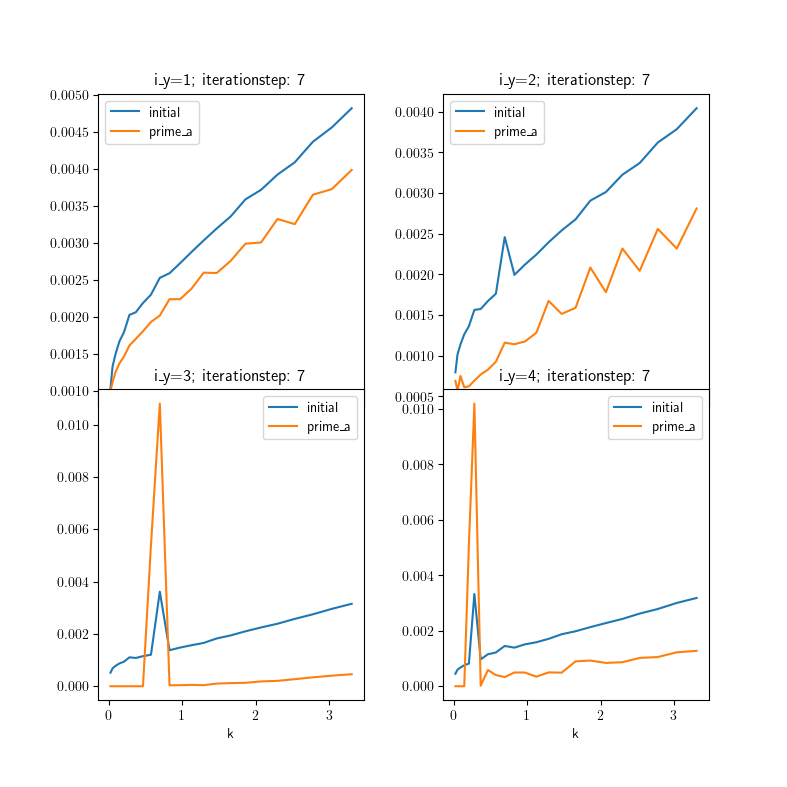 i_y=1; iterationstep: 7
0.0050
0.0045
0.0040
0.0035
0.0030
0.0025
0.0020
0.0015
0.0010
initial
prime_a
i_y=2; iterationstep: 7
0.0040
0.0035
0.0030
0.0025
0.0020
0.0015
0.0010
0.0005
initial
prime_a
i_y=3; iterationstep: 7
0.010
0.008
0.006
0.004
0.002
0.000
initial
prime_a
0 1 2 3
k
i_y=4; iterationstep: 7
0.010
0.008
0.006
0.004
0.002
0.000
initial
prime_a
0 1 2 3
k